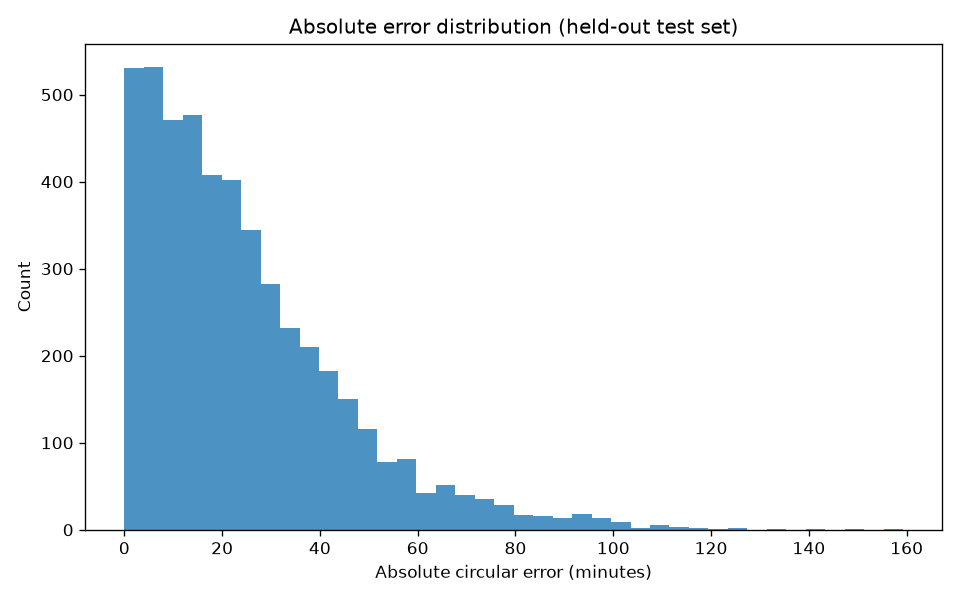 Absolute error distribution (held-out test set)
500
400
300
200
100
0
Count
0 20 40 60 80 100 120 140 160
Absolute circular error (minutes)